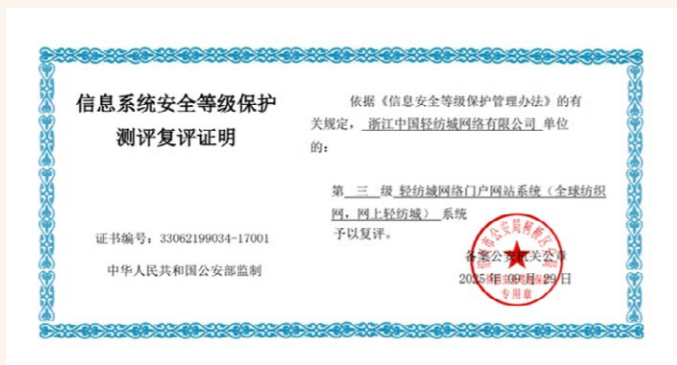 信息系统安全等级保护
测评复评证明
证书编号：33062199034-17001
中华人民共和国公安部监制
依据《信息安全等级保护管理办法》的有
关规定，浙江中国轻纺城网络有限公司 单位
的：
第 三 级 轻纺城网络门户网站系统（全球纺织
网，网上轻纺城） 系统
予以复评。
备案公安机关公章
2025年09月29日
专用章